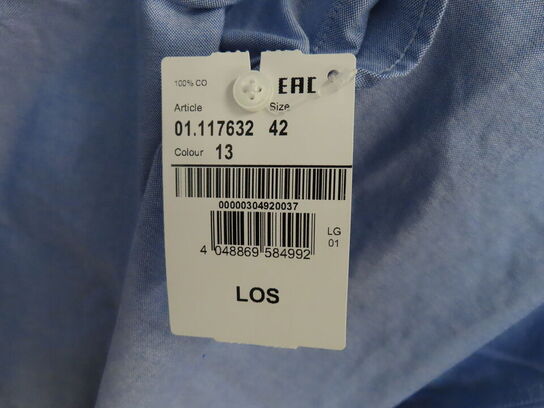 100% CO EAC
Article Size
01.117632 42
Colour 13
00000304920037
4 048869 584992
LG
01
LOS